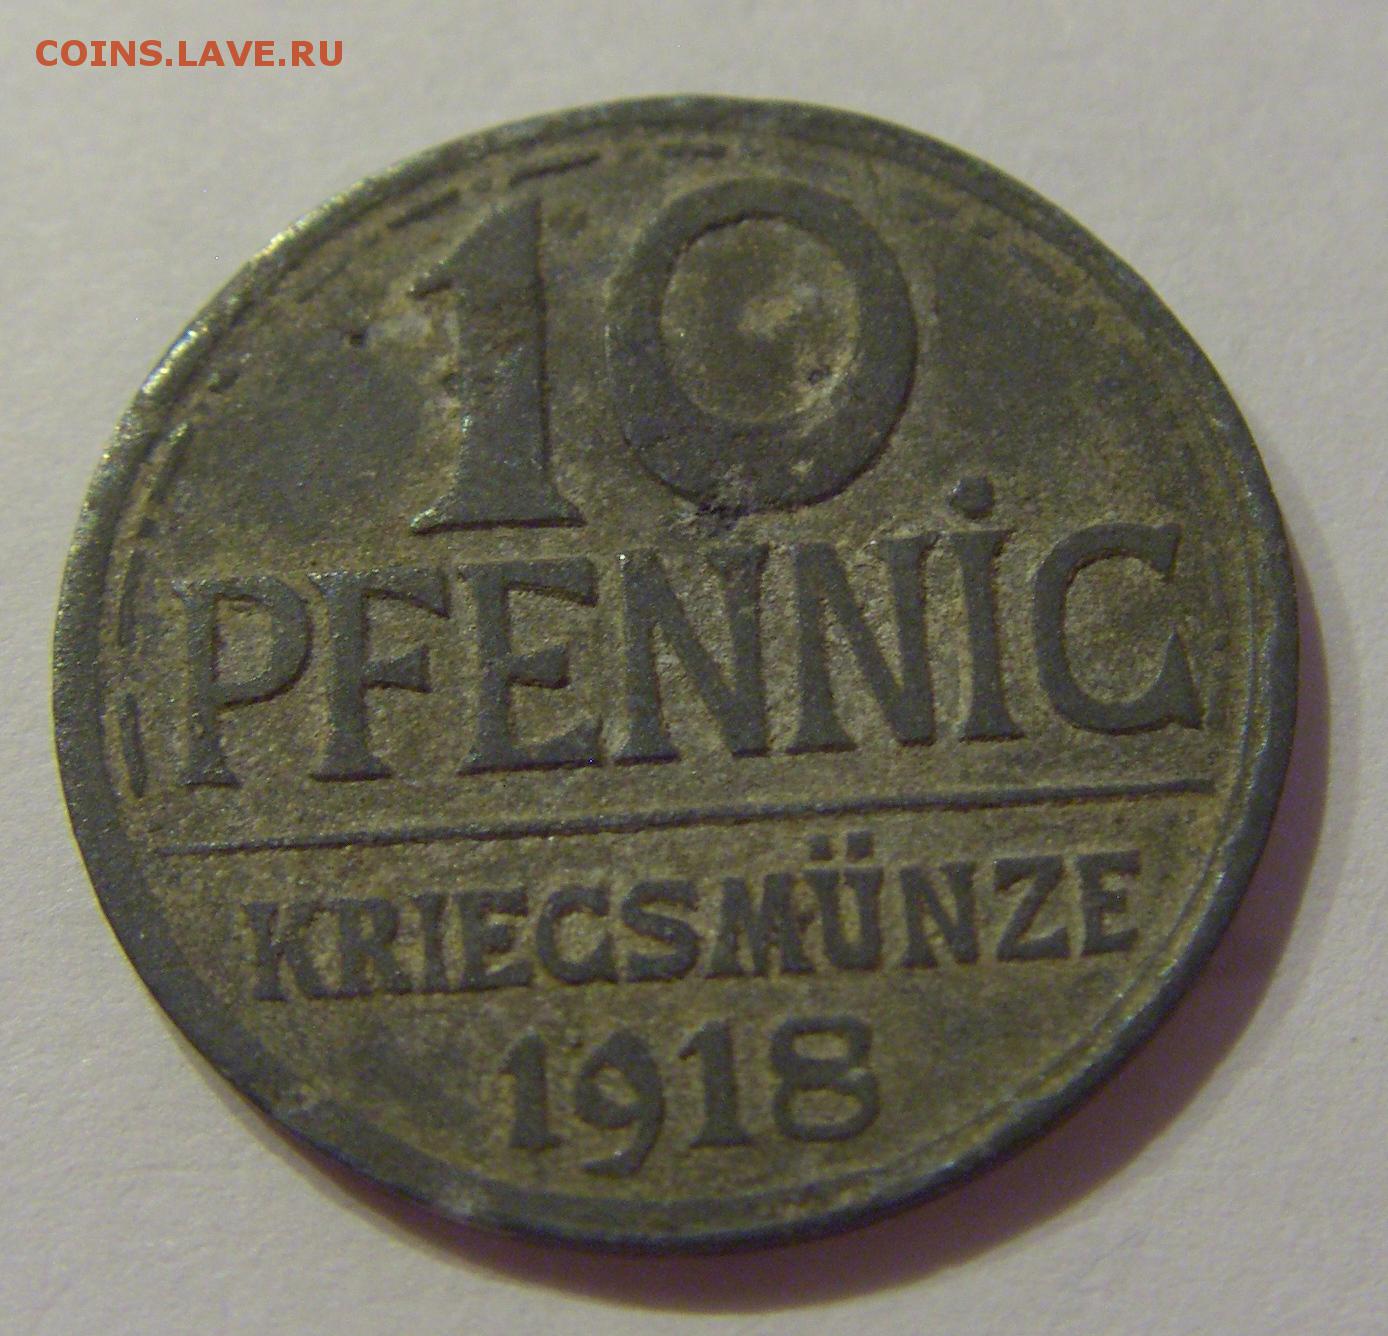 COINS.LAVE.RU
10
PFENNiG
KRIEGSMÜNZE
1918